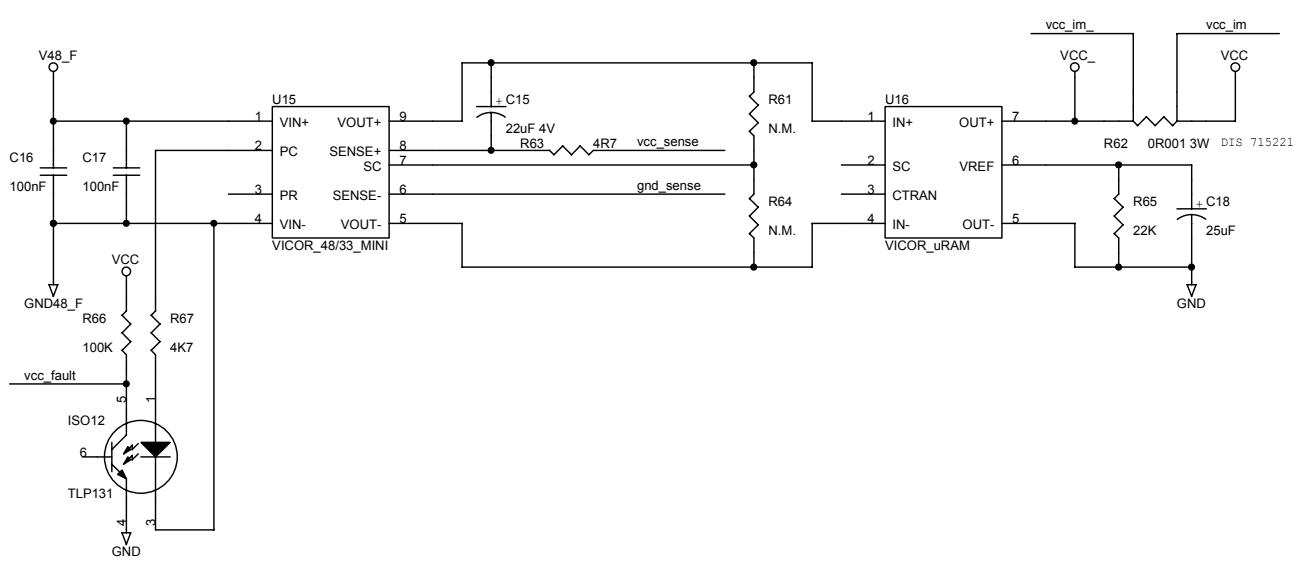 vcc_im_ vcc_im
V48_F VCC_ VCC
U15 U16
C15
22uF 4V
R61
N.M.
1 VIN+ VOUT+ 9
2 PC SENSE+ 8
SC 7
3 PR SENSE- 6
4 VIN- VOUT- 5
VICOR_48/33_MINI
R63 4R7 vcc_sense
gnd_sense
C16
100nF
C17
100nF
R64
N.M.
1 IN+ OUT+ 7
2 SC VREF 6
3 CTRAN
4 IN- OUT- 5
VICOR_uRAM
R62 0R001 3W DIS 715221
R65
22K
C18
25uF
GND
GND48_F
VCC
R66
100K
R67
4K7
vcc_fault
5 1
ISO12
6
TLP131
4 3
GND